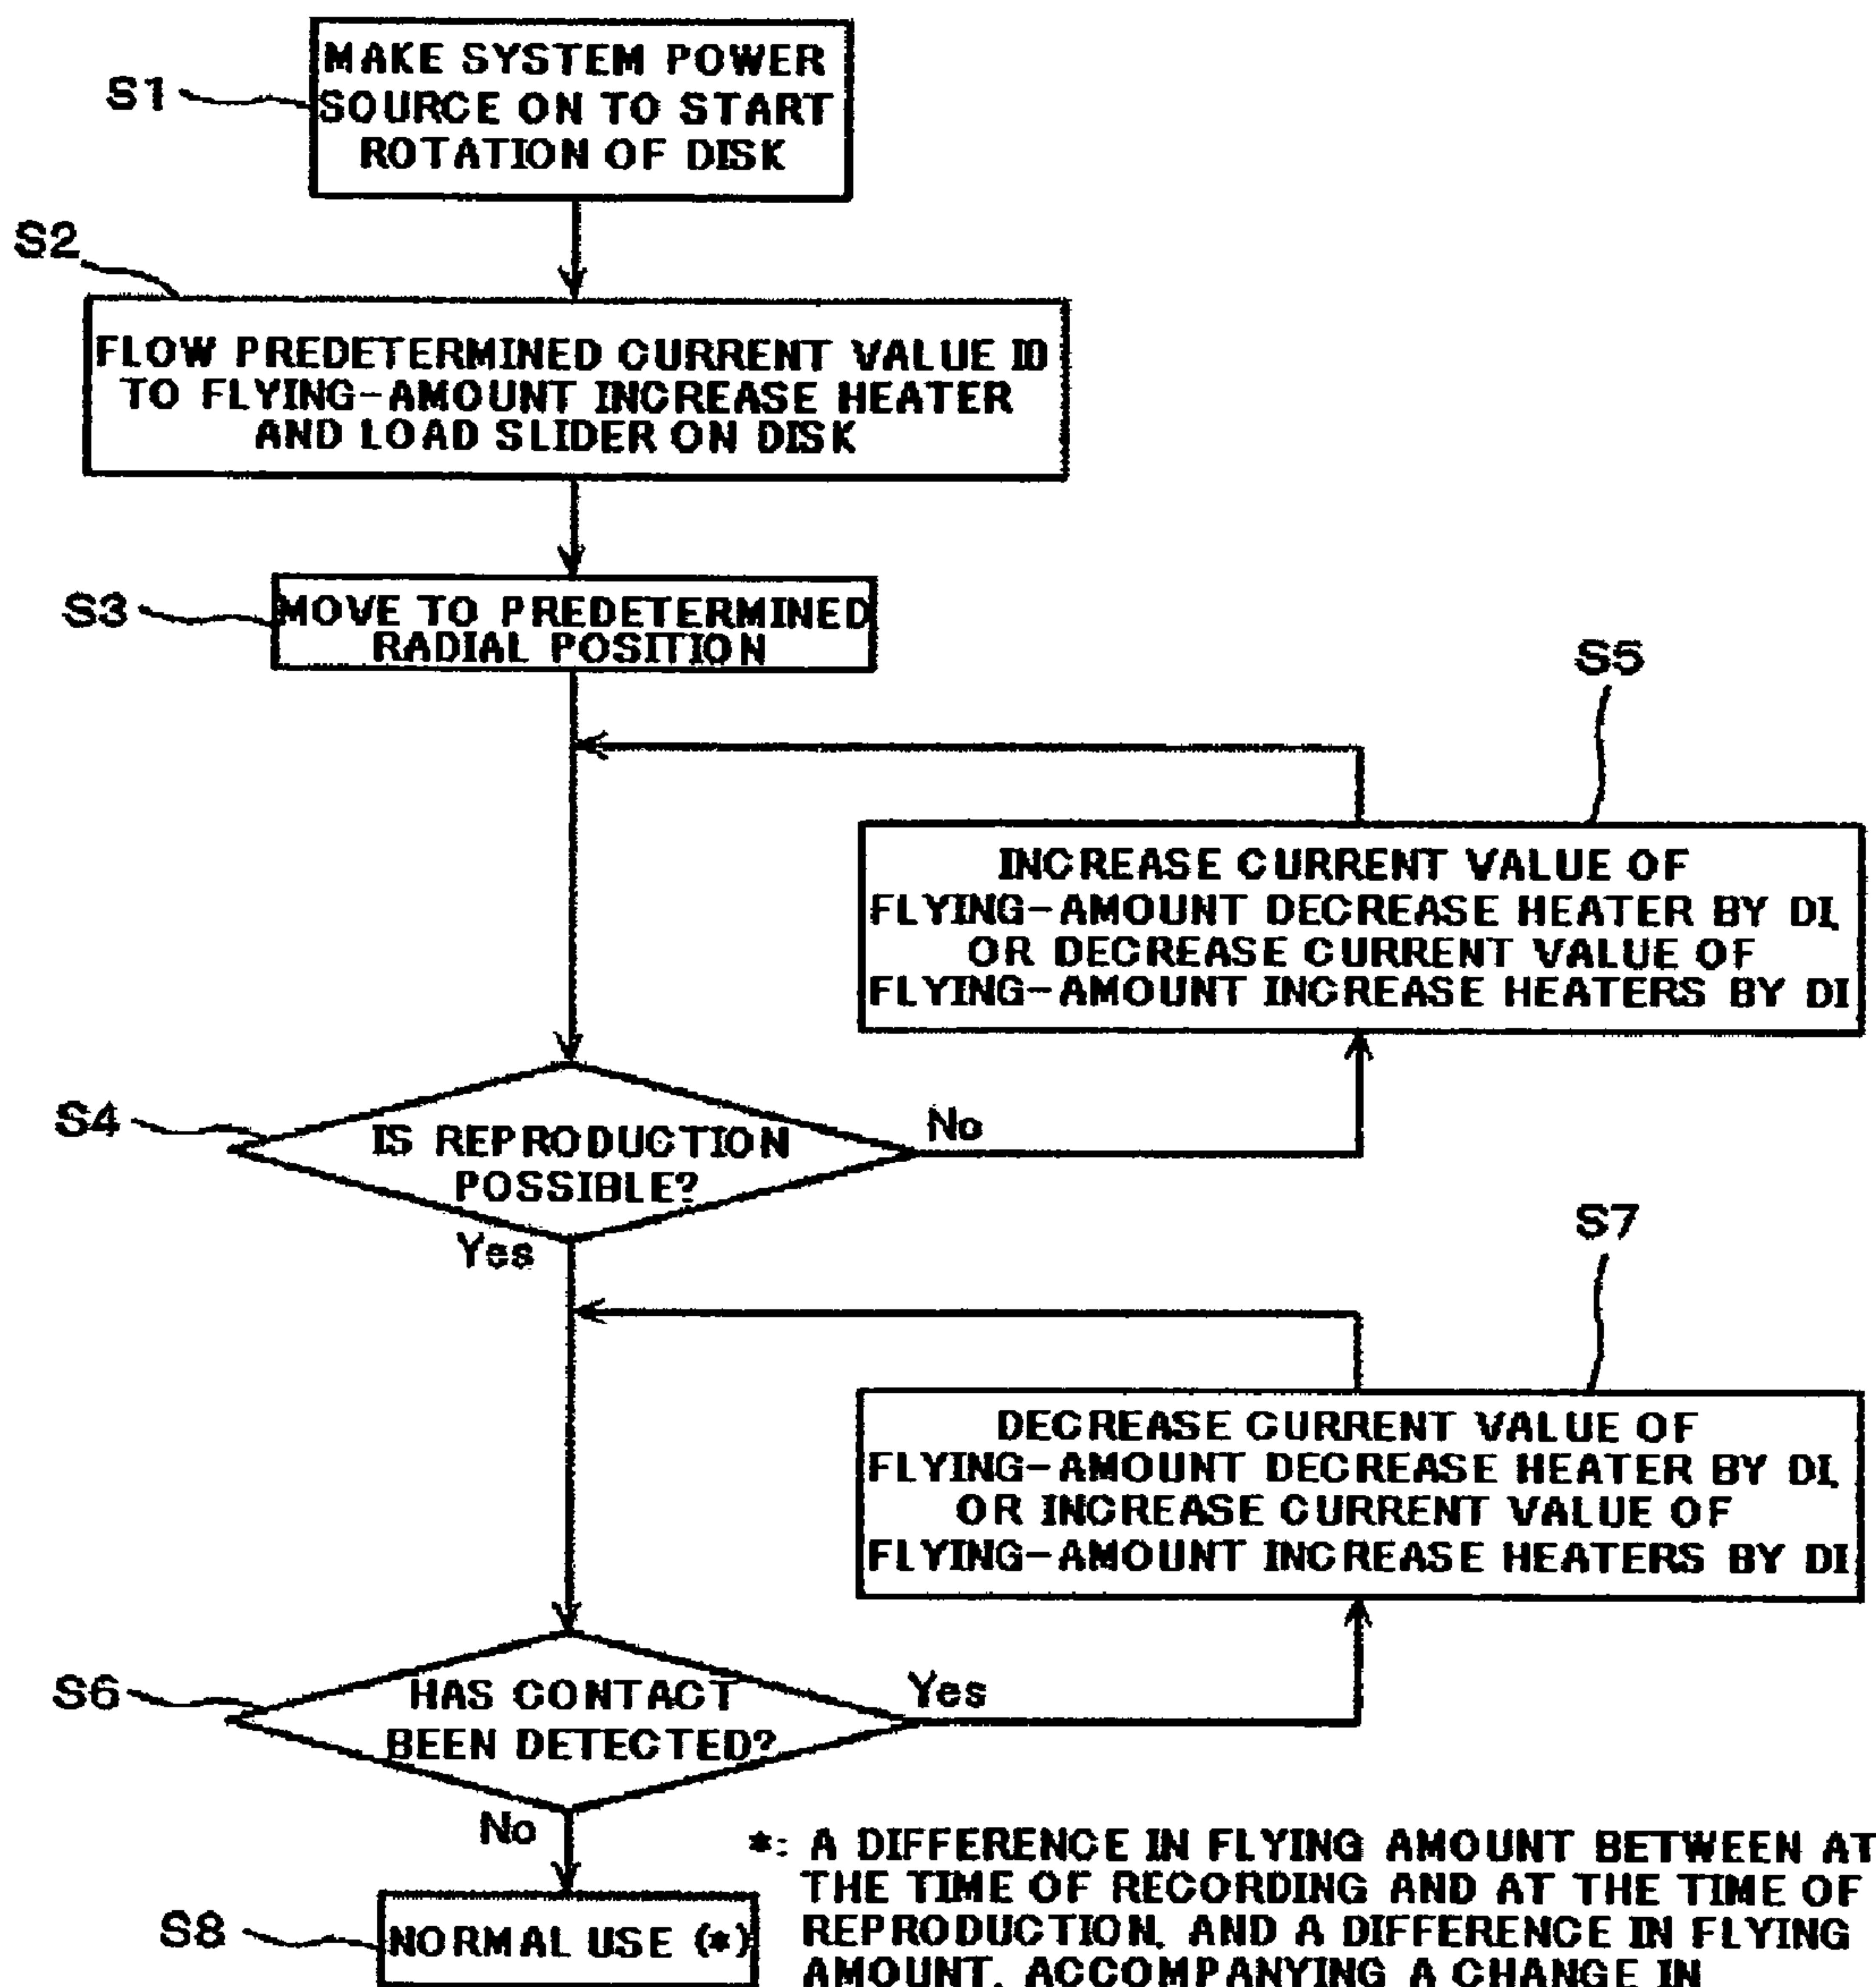 S1
MAKE SYSTEM POWER
SOURCE ON TO START
ROTATION OF DISK
S2
FLOW PREDETERMINED CURRENT VALUE I0
TO FLYING-AMOUNT INCREASE HEATER
AND LOAD SLIDER ON DISK
S3
MOVE TO PREDETERMINED
RADIAL POSITION
S5
INCREASE CURRENT VALUE OF
FLYING-AMOUNT DECREASE HEATER BY DI,
OR DECREASE CURRENT VALUE OF
FLYING-AMOUNT INCREASE HEATERS BY DI
S4
IS REPRODUCTION
POSSIBLE?
No
Yes
S7
DECREASE CURRENT VALUE OF
FLYING-AMOUNT DECREASE HEATER BY DI,
OR INCREASE CURRENT VALUE OF
FLYING-AMOUNT INCREASE HEATERS BY DI
S6
HAS CONTACT
BEEN DETECTED?
Yes
No
S8
NORMAL USE (*)
*: A DIFFERENCE IN FLYING AMOUNT BETWEEN AT
THE TIME OF RECORDING AND AT THE TIME OF
REPRODUCTION, AND A DIFFERENCE IN FLYING
AMOUNT, ACCOMPANYING A CHANGE IN